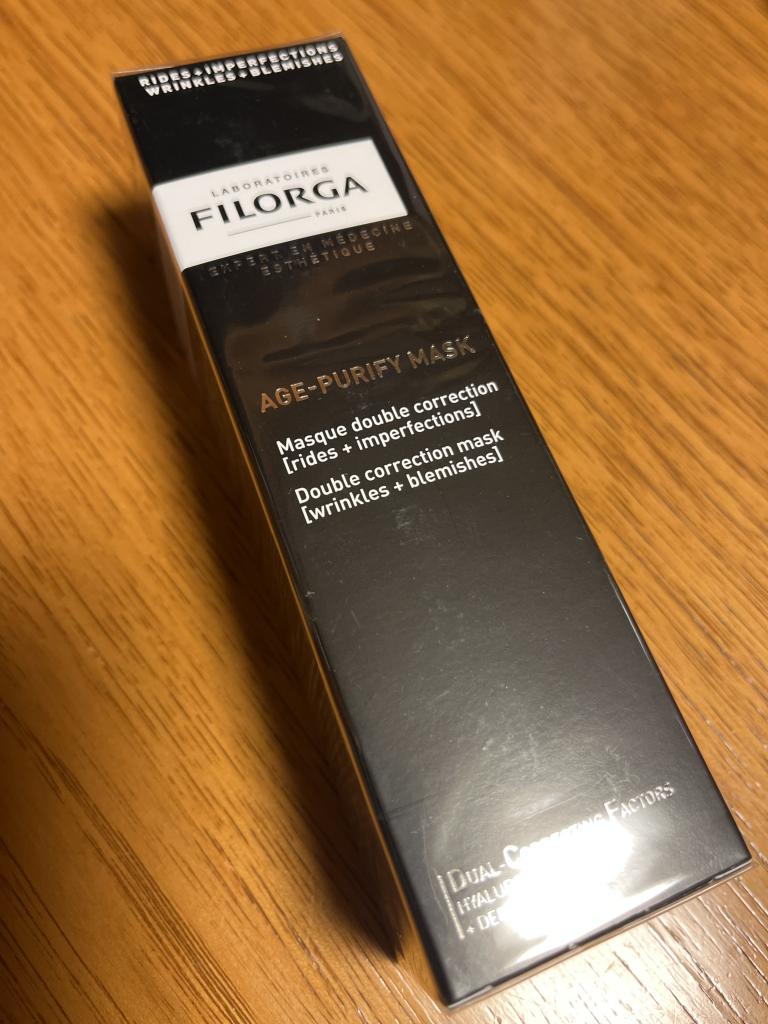 RIDES+IMPERFECTIONS
WRINKLES+BLEMISHES
LABORATOIRES
FILORGA
PARIS
EXPERT EN MÉDECINE
ESTHÉTIQUE
AGE-PURIFY MASK
Masque double correction
[rides + imperfections]
Double correction mask
[wrinkles + blemishes]
DUAL-CORRECTING FACTORS
+